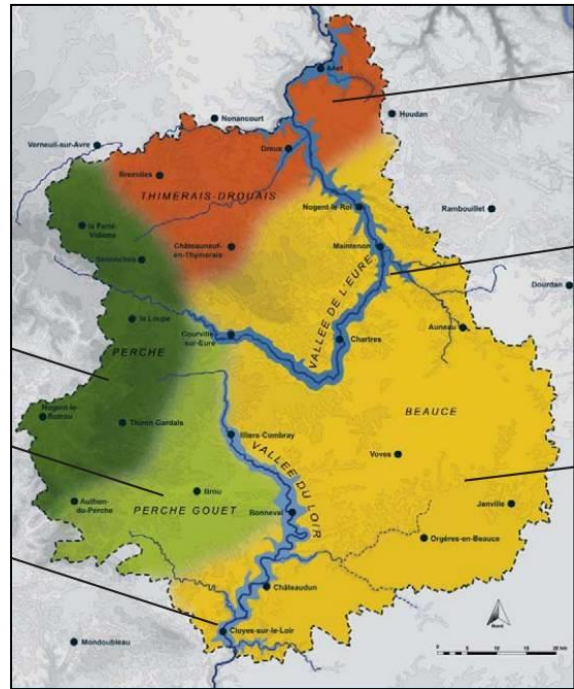 Anet
Nonancourt
Houdan
Verneuil-sur-Avre
Dreux
Brezolles
THIMERAIS-DROUAIS
Nogent-le-Roi
Rambouillet
la Ferté-
Vidame
Châteauneuf-
en-Thymerais
Maintenon
Senonches
Dourdan
VALLEE DE L'EURE
la Loupe
Auneau
Courville-
sur-Eure
Chartres
PERCHE
BEAUCE
Nogent-le-
Rotrou
Thiron-Gardais
Illiers-Combray
VALLEE DU LOIR
Voves
Brou
Authon-
du-Perche
PERCHE GOUET
Bonneval
Janville
Orgères-en-Beauce
Châteaudun
Cloyes-sur-le-Loir
Mondoubleau